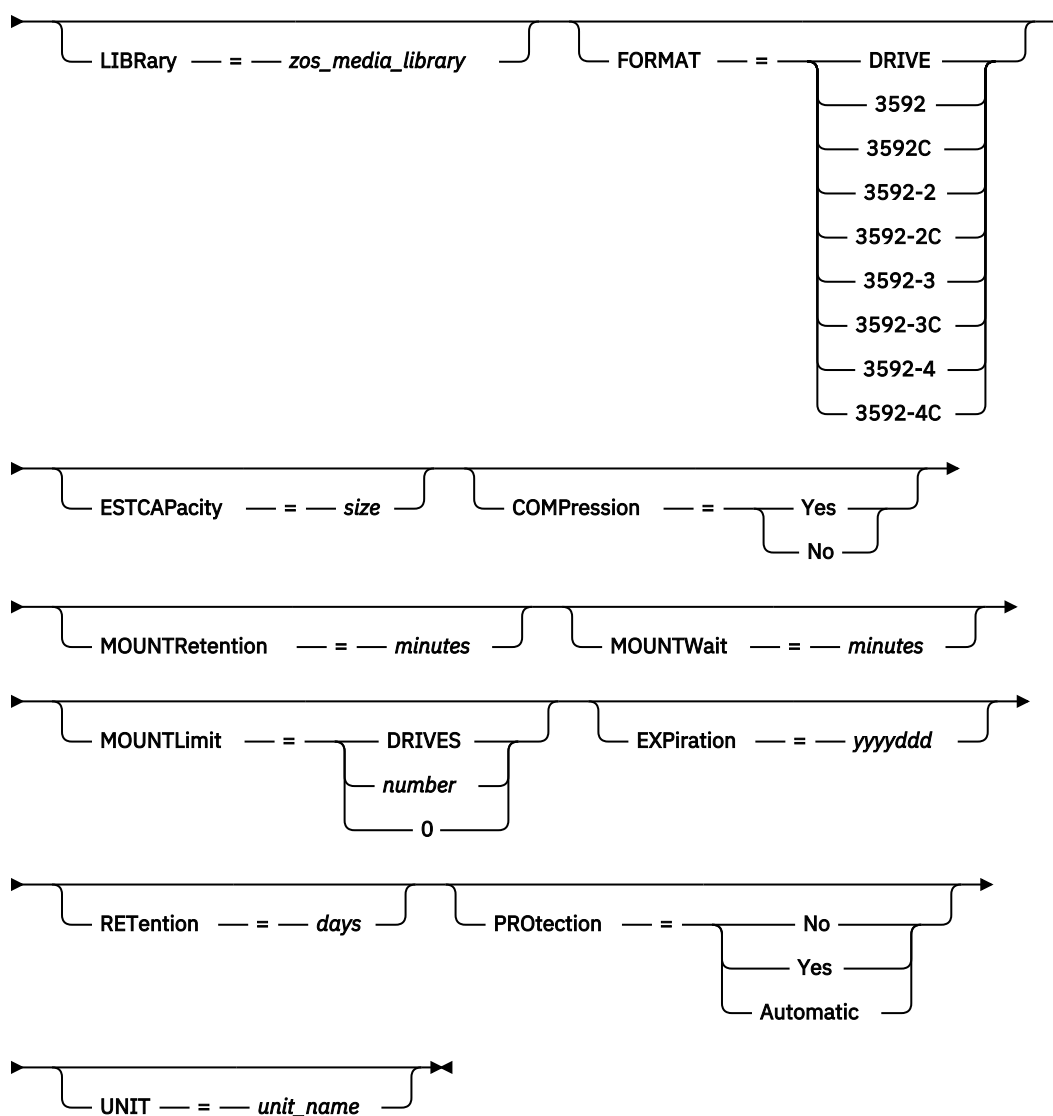 LIBRary — = — zos_media_library FORMAT — = DRIVE
3592
3592C
3592-2
3592-2C
3592-3
3592-3C
3592-4
3592-4C
ESTCAPacity — = — size COMPression — = Yes
No
MOUNTRetention — = — minutes MOUNTWait — = — minutes
MOUNTLimit = DRIVES EXPiration — = — yyyyddd
number
0
RETention — = — days PROtection — = No
Yes
Automatic
UNIT — = — unit_name